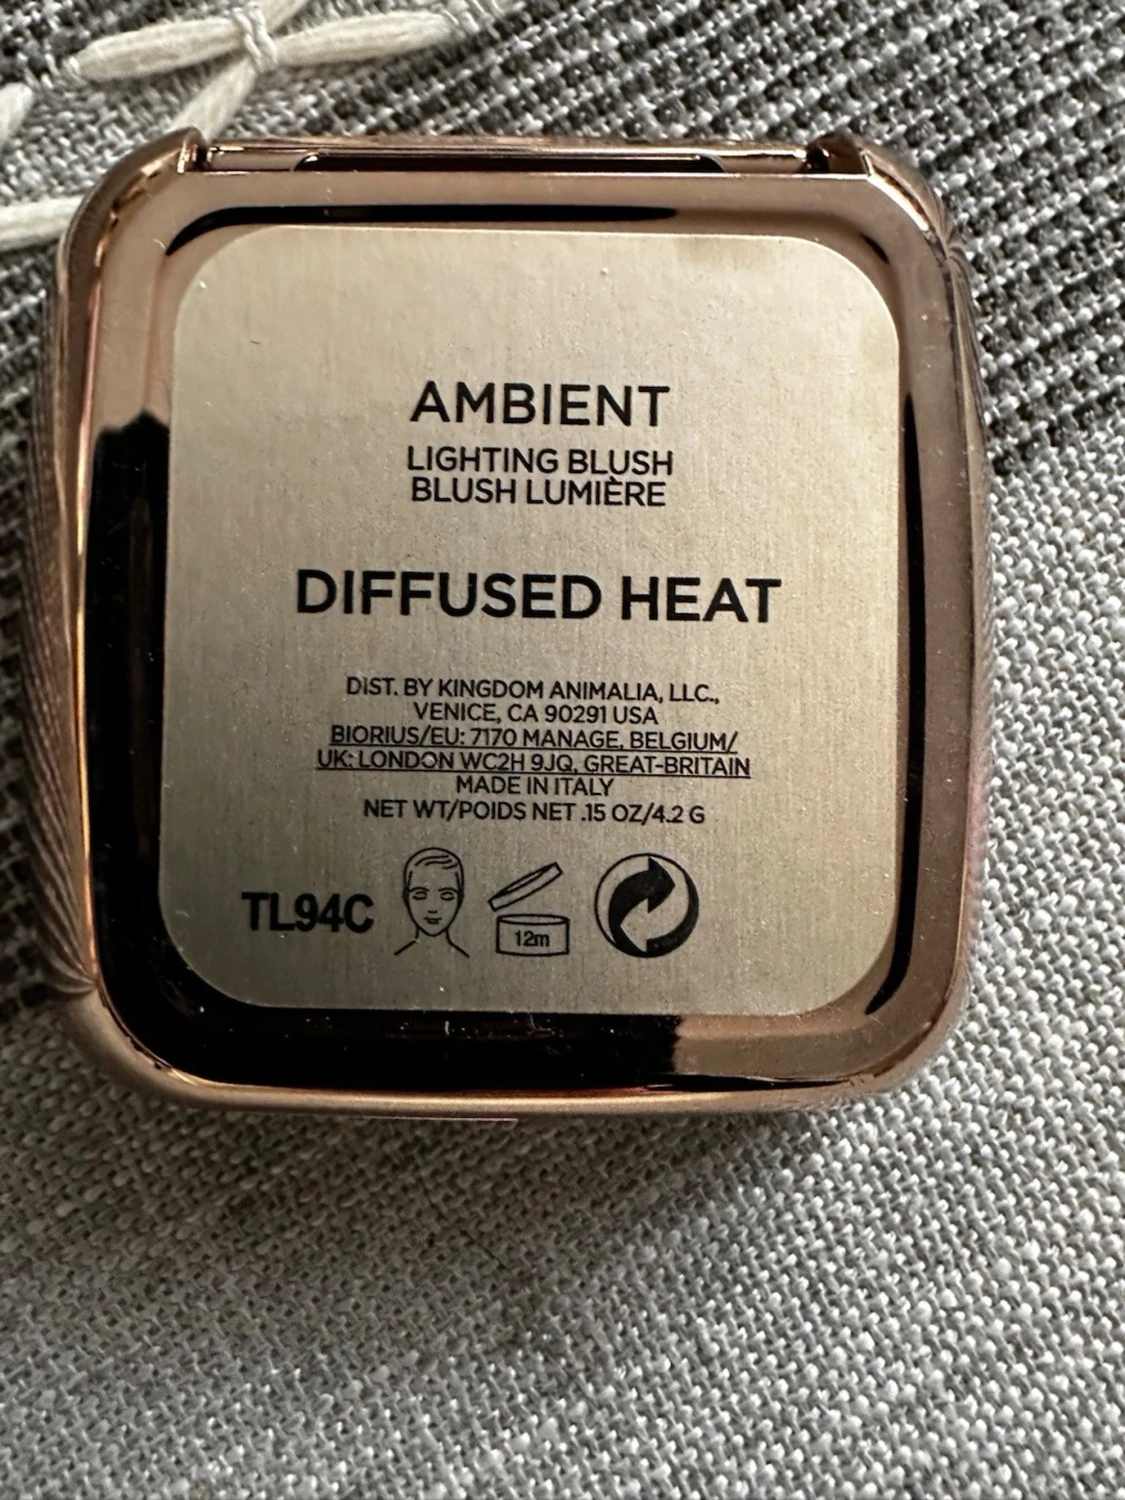 AMBIENT
LIGHTING BLUSH
BLUSH LUMIÈRE
DIFFUSED HEAT
DIST. BY KINGDOM ANIMALIA, LLC.,
VENICE, CA 90291 USA
BIORIUS/EU: 7170 MANAGE, BELGIUM/
UK: LONDON WC2H 9JQ, GREAT-BRITAIN
MADE IN ITALY
NET WT/POIDS NET .15 OZ/4.2 G
TL94C
12m